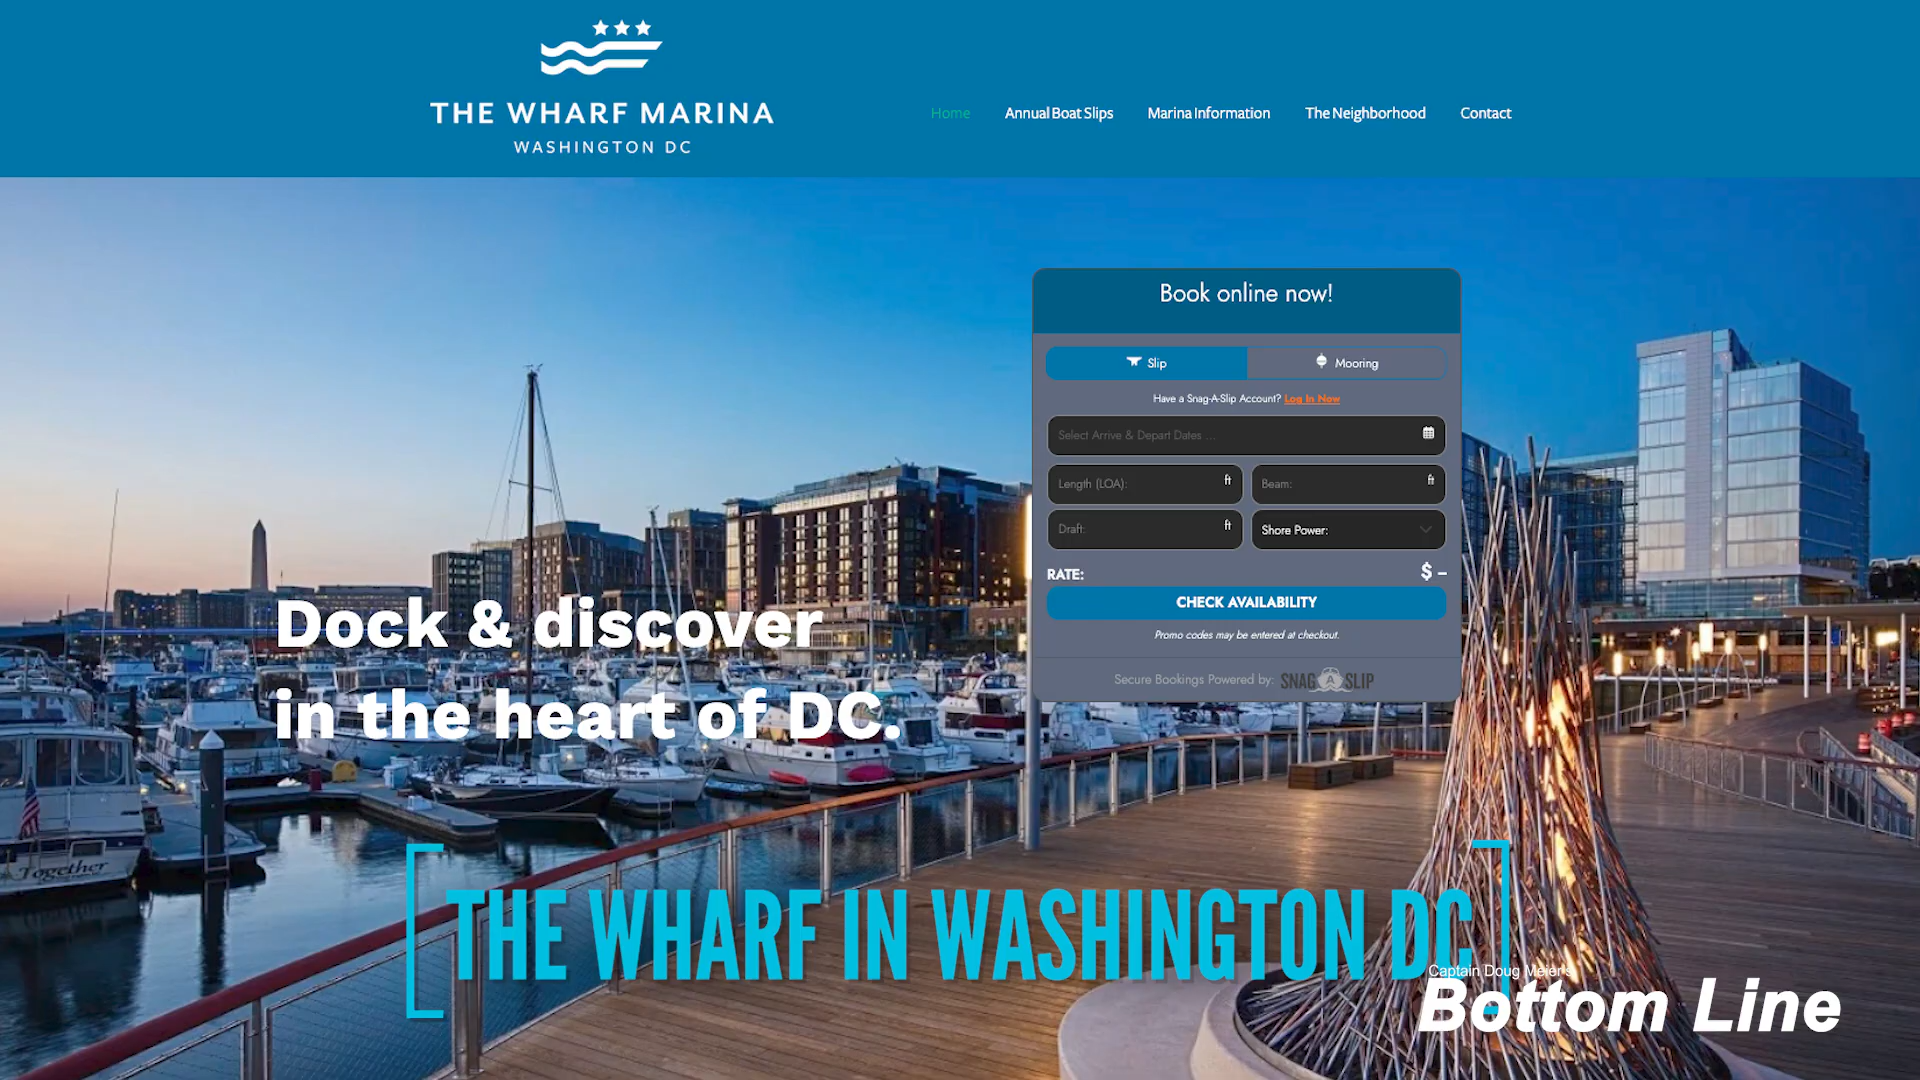 THE WHARF MARINA
WASHINGTON DC
Home
Annual Boat Slips
Marina Information
The Neighborhood
Contact
Book online now!
Slip
Mooring
Have a Snag-A-Slip Account? Log In Now
Select Arrive & Depart Dates ...
Length (LOA): ft
Beam: ft
Draft: ft
Shore Power:
RATE: $ –
CHECK AVAILABILITY
Promo codes may be entered at checkout.
Secure Bookings Powered by: SNAG A SLIP
Dock & discover
in the heart of DC.
Together
THE WHARF IN WASHINGTON DC
Captain Doug Meier's
Bottom Line